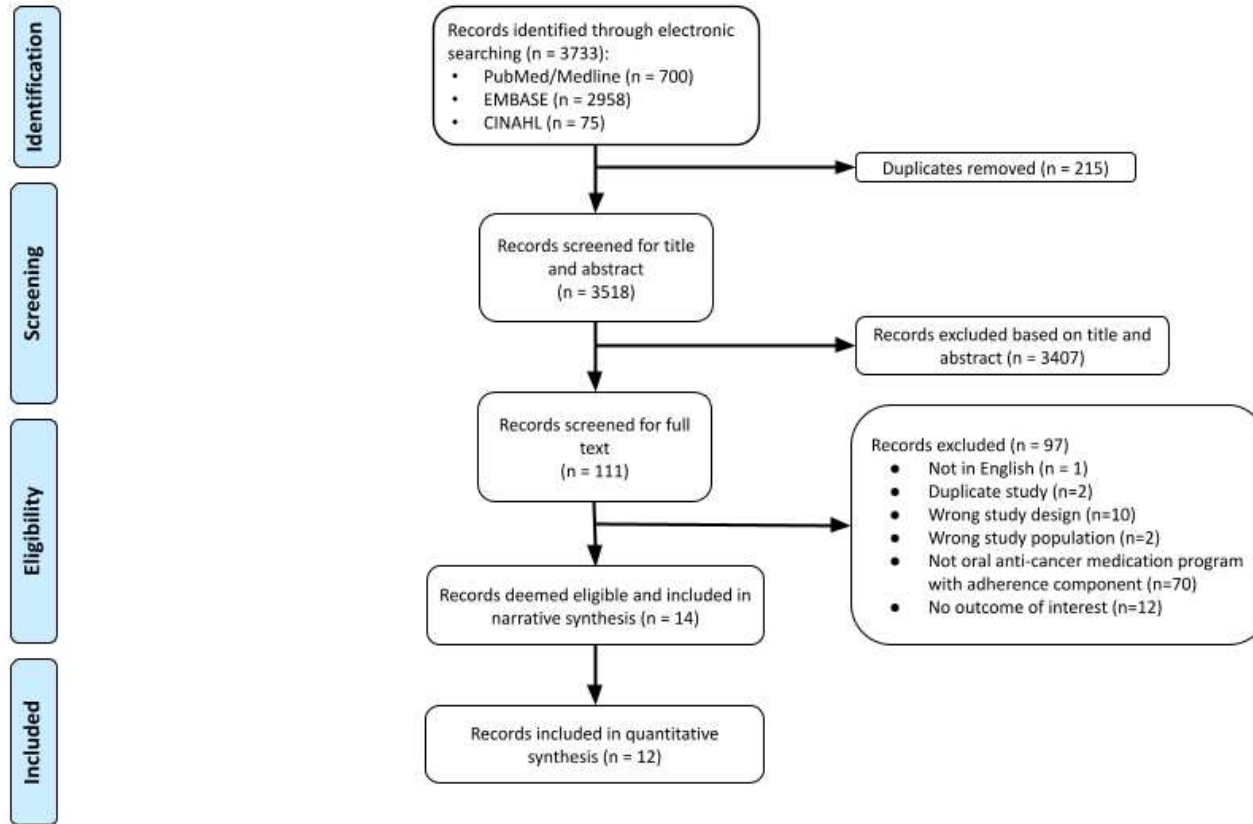 Identification
Records identified through electronic
searching (n = 3733):
• PubMed/Medline (n = 700)
• EMBASE (n = 2958)
• CINAHL (n = 75)
Duplicates removed (n = 215)
Screening
Records screened for title
and abstract
(n = 3518)
Records excluded based on title and
abstract (n = 3407)
Eligibility
Records screened for full
text
(n = 111)
Records excluded (n = 97)
● Not in English (n = 1)
● Duplicate study (n=2)
● Wrong study design (n=10)
● Wrong study population (n=2)
● Not oral anti-cancer medication program
with adherence component (n=70)
● No outcome of interest (n=12)
Records deemed eligible and included in
narrative synthesis (n = 14)
Included
Records included in quantitative
synthesis (n = 12)